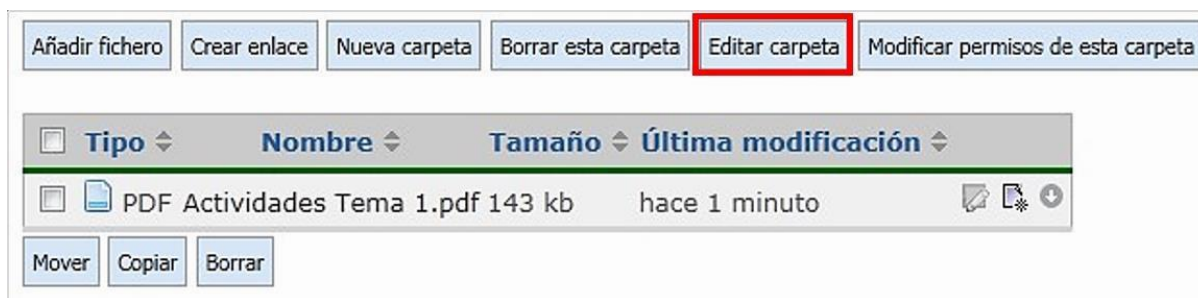 Añadir fichero Crear enlace Nueva carpeta Borrar esta carpeta Editar carpeta Modificar permisos de esta carpeta
Tipo Nombre Tamaño Última modificación
PDF Actividades Tema 1.pdf 143 kb hace 1 minuto
Mover Copiar Borrar